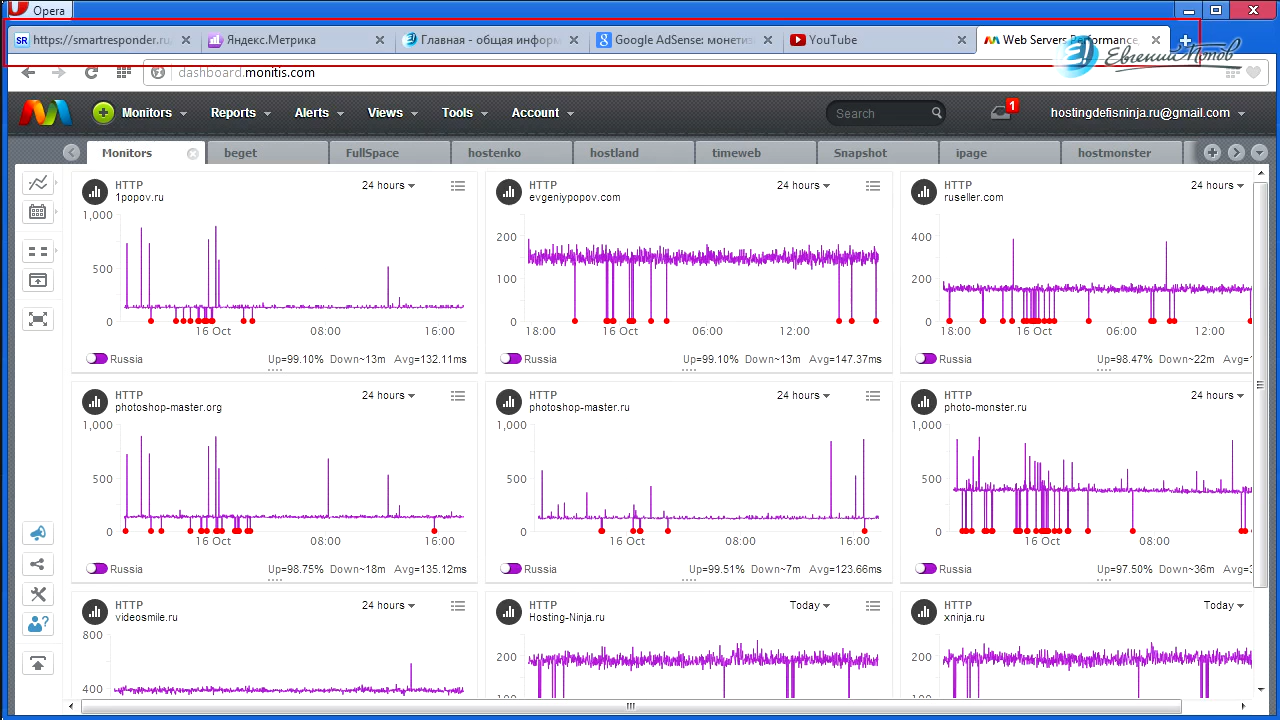 Opera
SR https://smartresponder.ru
Яндекс.Метрика
Главная - общая информ
Google AdSense: монетиз
YouTube
Web Servers Performance,
Евгений Попов
dashboard.monitis.com
Monitors
Reports
Alerts
Views
Tools
Account
Search
1
hostingdefisninja.ru@gmail.com
Monitors
beget
FullSpace
hostenko
hostland
timeweb
Snapshot
ipage
hostmonster
HTTP
1popov.ru
24 hours
1,000
500
0
16 Oct
08:00
16:00
Russia
Up=99.10% Down~13m Avg=132.11ms
HTTP
evgeniypopov.com
24 hours
200
100
0
18:00
16 Oct
06:00
12:00
Russia
Up=99.10% Down~13m Avg=147.37ms
HTTP
ruseller.com
24 hours
400
200
0
18:00
16 Oct
06:00
12:00
Russia
Up=98.47% Down~22m Avg=
HTTP
photoshop-master.org
24 hours
1,000
500
0
16 Oct
08:00
16:00
Russia
Up=98.75% Down~18m Avg=135.12ms
HTTP
photoshop-master.ru
24 hours
1,000
500
0
16 Oct
08:00
16:00
Russia
Up=99.51% Down~7m Avg=123.66ms
HTTP
photo-monster.ru
24 hours
1,000
500
0
16 Oct
08:00
Russia
Up=97.50% Down~36m Avg=
HTTP
videosmile.ru
24 hours
800
400
HTTP
Hosting-Ninja.ru
Today
200
100
HTTP
xninja.ru
Today
200
100